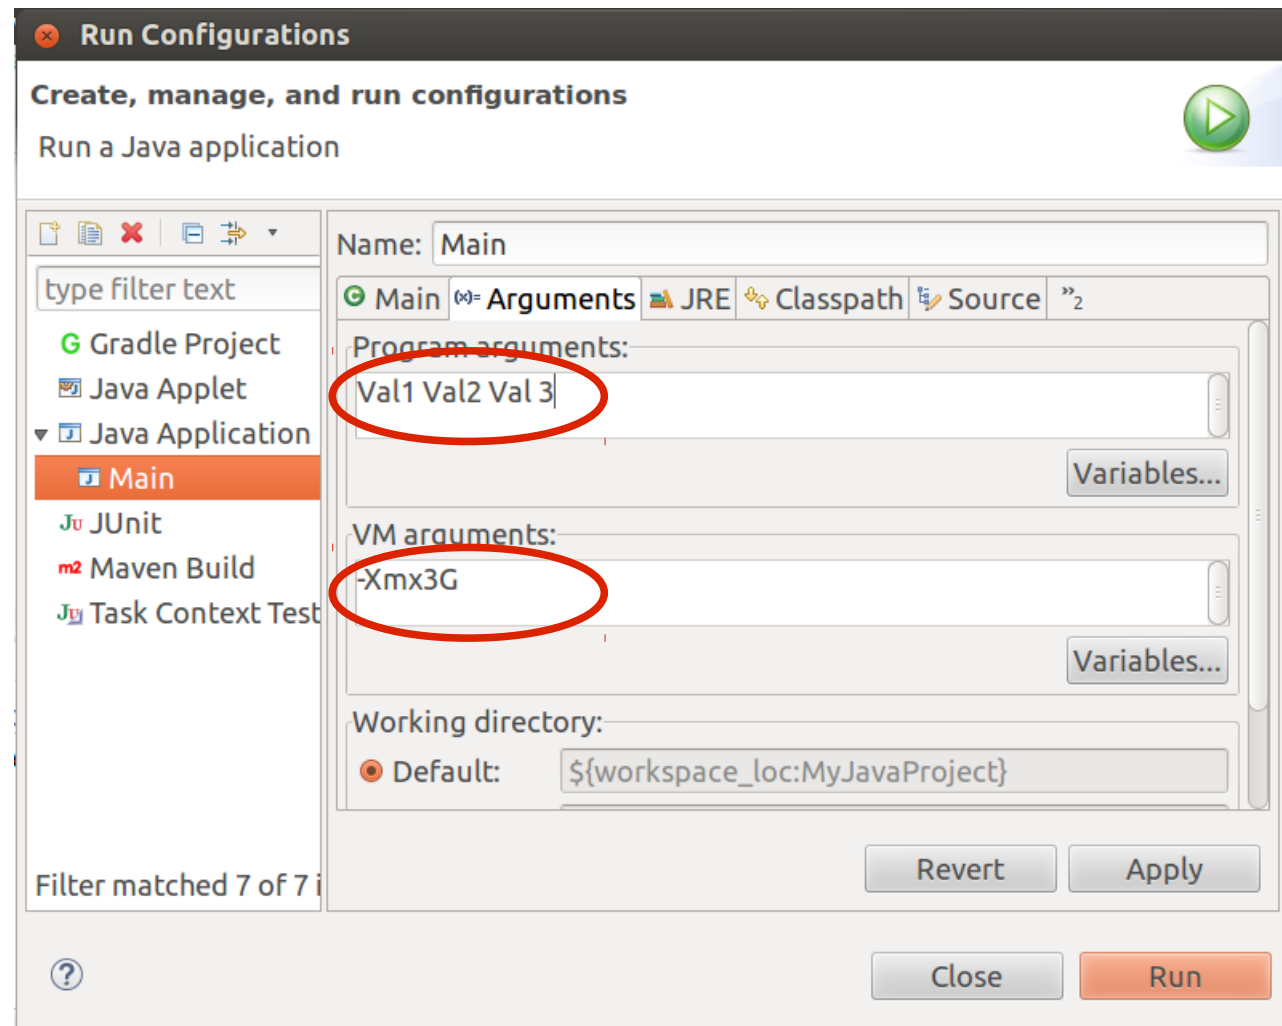 Run Configurations
Create, manage, and run configurations
Run a Java application
type filter text
G Gradle Project
Java Applet
J Java Application
J Main
Ju JUnit
m2 Maven Build
Ju Task Context Test
Filter matched 7 of 7 i
Name: Main
C Main (x)= Arguments JRE Classpath Source »2
Program arguments:
Val1 Val2 Val 3
Variables...
VM arguments:
-Xmx3G
Variables...
Working directory:
Default: ${workspace_loc:MyJavaProject}
Revert Apply
? Close Run